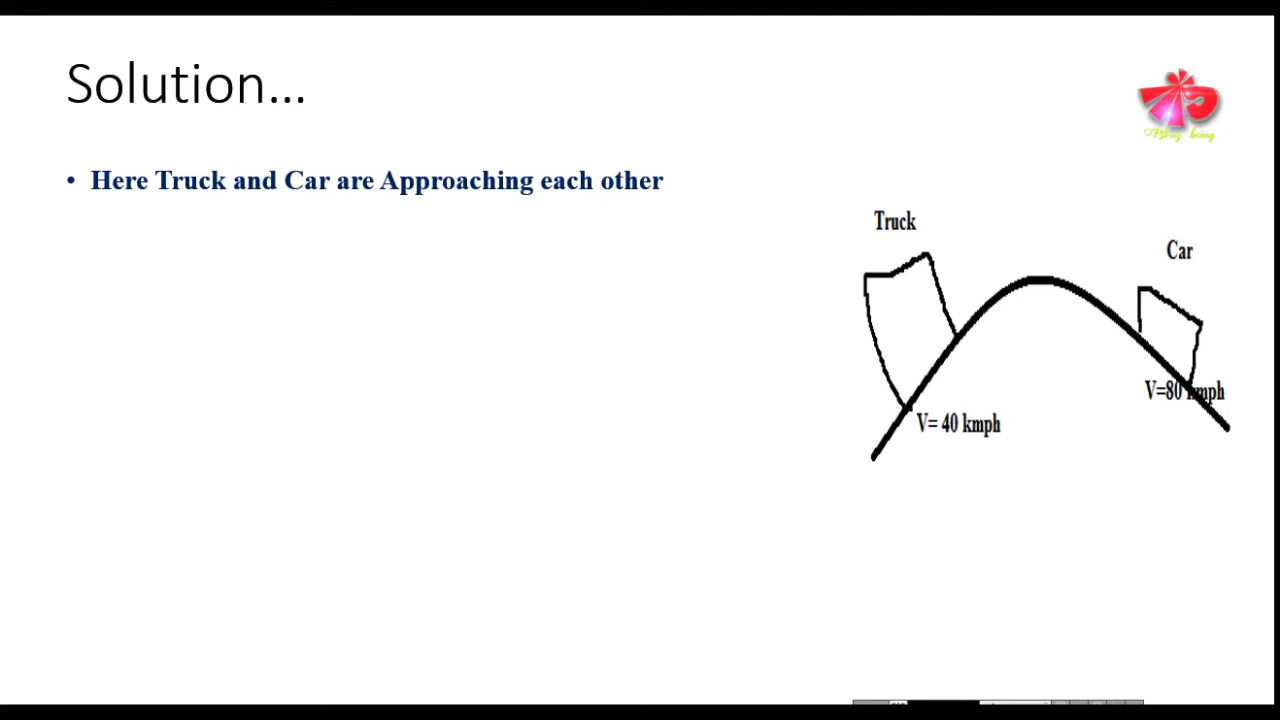 Solution...
• Here Truck and Car are Approaching each other
Truck
Car
V=80 kmph
V= 40 kmph